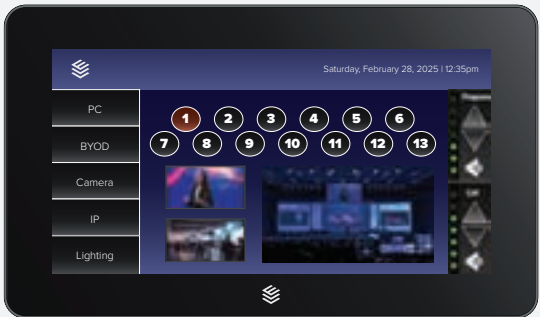 Saturday, February 28, 2025 | 12:35pm
PC
BYOD
Camera
IP
Lighting
1 2 3 4 5 6
7 8 9 10 11 12 13